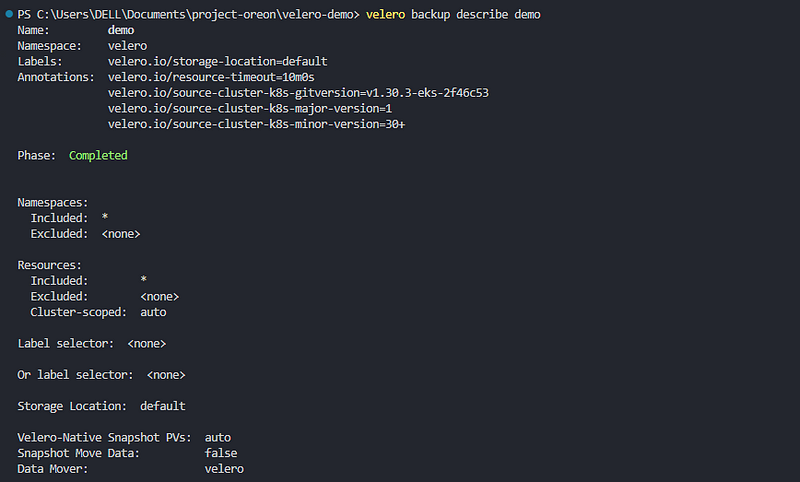 PS C:\Users\DELL\Documents\project-oreon\velero-demo> velero backup describe demo
Name:         demo
Namespace:    velero
Labels:       velero.io/storage-location=default
Annotations:  velero.io/resource-timeout=10m0s
              velero.io/source-cluster-k8s-gitversion=v1.30.3-eks-2f46c53
              velero.io/source-cluster-k8s-major-version=1
              velero.io/source-cluster-k8s-minor-version=30+
Phase:  Completed
Namespaces:
  Included:  *
  Excluded:  <none>
Resources:
  Included:        *
  Excluded:        <none>
  Cluster-scoped:  auto
Label selector:  <none>
Or label selector:  <none>
Storage Location:  default
Velero-Native Snapshot PVs:  auto
Snapshot Move Data:          false
Data Mover:                  velero